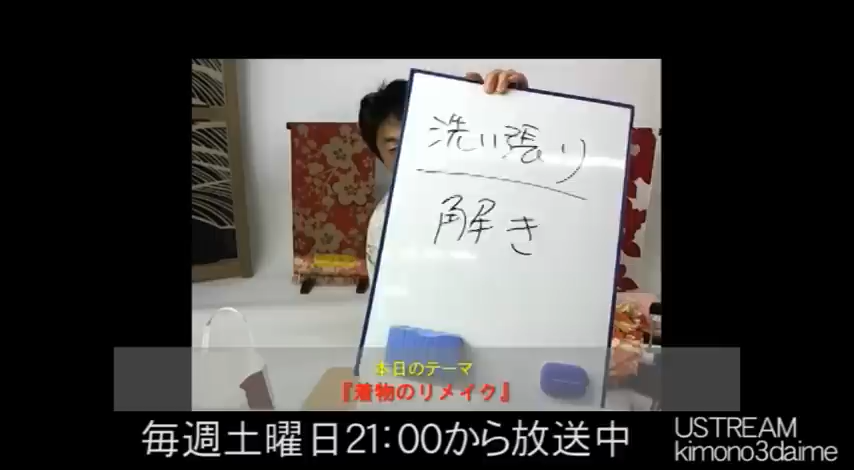 洗い張り
解き
本日のテーマ
『着物のリメイク』
毎週土曜日21:00から放送中
USTREAM
kimono3daime